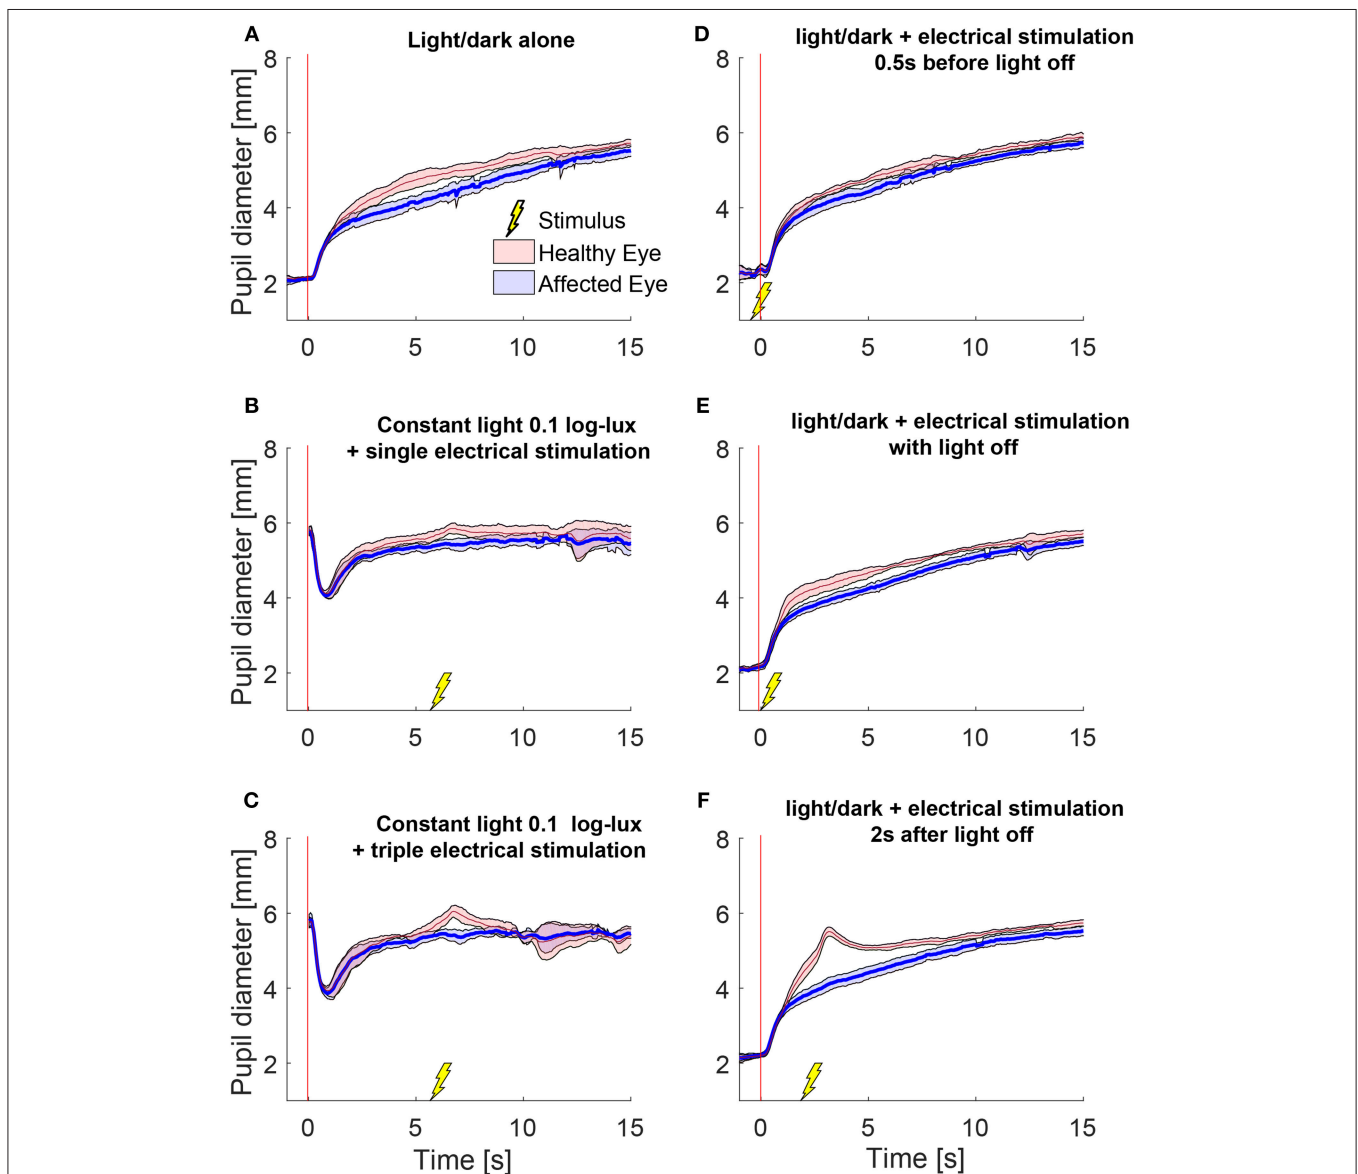 A
Light/dark alone
Pupil diameter [mm]
8
6
4
2
0
5
10
15
Stimulus
Healthy Eye
Affected Eye
D
light/dark + electrical stimulation
0.5s before light off
8
6
4
2
0
5
10
15
B
Constant light 0.1 log-lux
+ single electrical stimulation
Pupil diameter [mm]
8
6
4
2
0
5
10
15
E
light/dark + electrical stimulation
with light off
8
6
4
2
0
5
10
15
C
Constant light 0.1 log-lux
+ triple electrical stimulation
Pupil diameter [mm]
8
6
4
2
0
5
10
15
Time [s]
F
light/dark + electrical stimulation
2s after light off
8
6
4
2
0
5
10
15
Time [s]